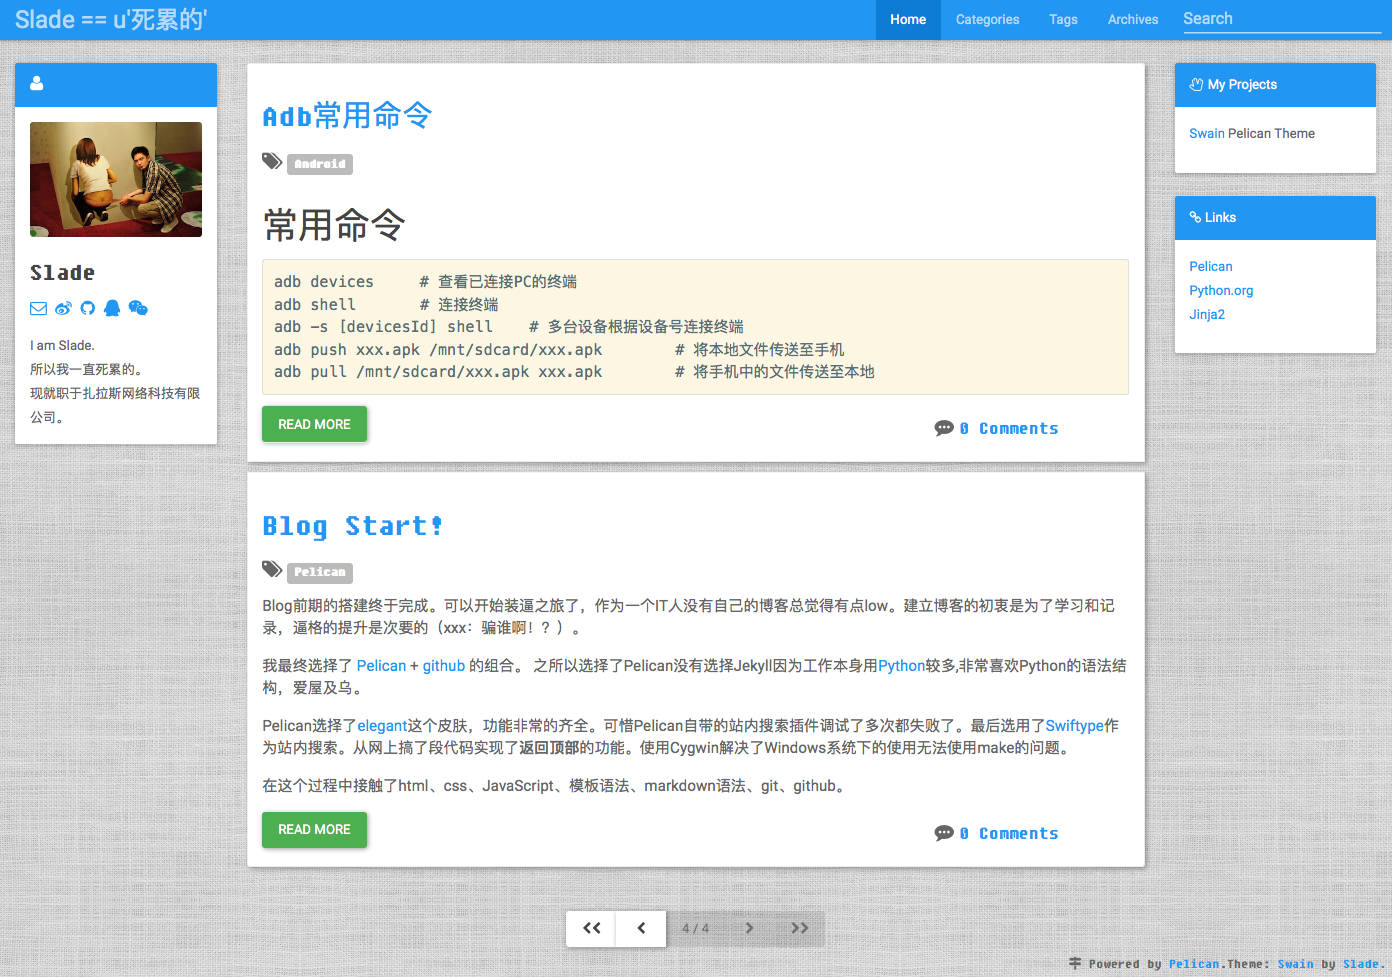 Slade == u'死累的'
Home
Categories
Tags
Archives
Search
Slade
I am Slade.
所以我一直死累的。
现就职于扎拉斯网络科技有限
公司。
Adb常用命令
Android
常用命令
adb devices     # 查看已连接PC的终端
adb shell       # 连接终端
adb -s [devicesId] shell    # 多台设备根据设备号连接终端
adb push xxx.apk /mnt/sdcard/xxx.apk        # 将本地文件传送至手机
adb pull /mnt/sdcard/xxx.apk xxx.apk        # 将手机中的文件传送至本地
READ MORE
0 Comments
Blog Start!
Pelican
Blog前期的搭建终于完成。可以开始装逼之旅了，作为一个IT人没有自己的博客总觉得有点low。建立博客的初衷是为了学习和记
录，逼格的提升是次要的（xxx：骗谁啊！？）。
我最终选择了 Pelican + github 的组合。 之所以选择了Pelican没有选择Jekyll因为工作本身用Python较多,非常喜欢Python的语法结
构，爱屋及乌。
Pelican选择了elegant这个皮肤，功能非常的齐全。可惜Pelican自带的站内搜索插件调试了多次都失败了。最后选用了Swiftype作
为站内搜索。从网上搞了段代码实现了返回顶部的功能。使用Cygwin解决了Windows系统下的使用无法使用make的问题。
在这个过程中接触了html、css、JavaScript、模板语法、markdown语法、git、github。
READ MORE
0 Comments
My Projects
Swain Pelican Theme
Links
Pelican
Python.org
Jinja2
4 / 4
Powered by Pelican.Theme: Swain by Slade.